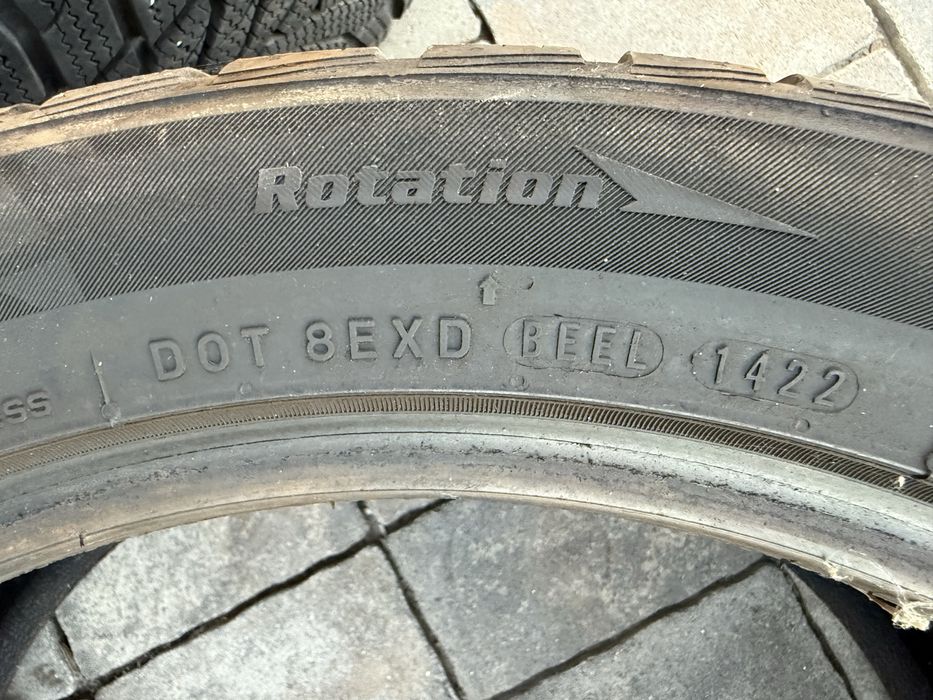 Rotation
DOT 8EXD BEEL 1422